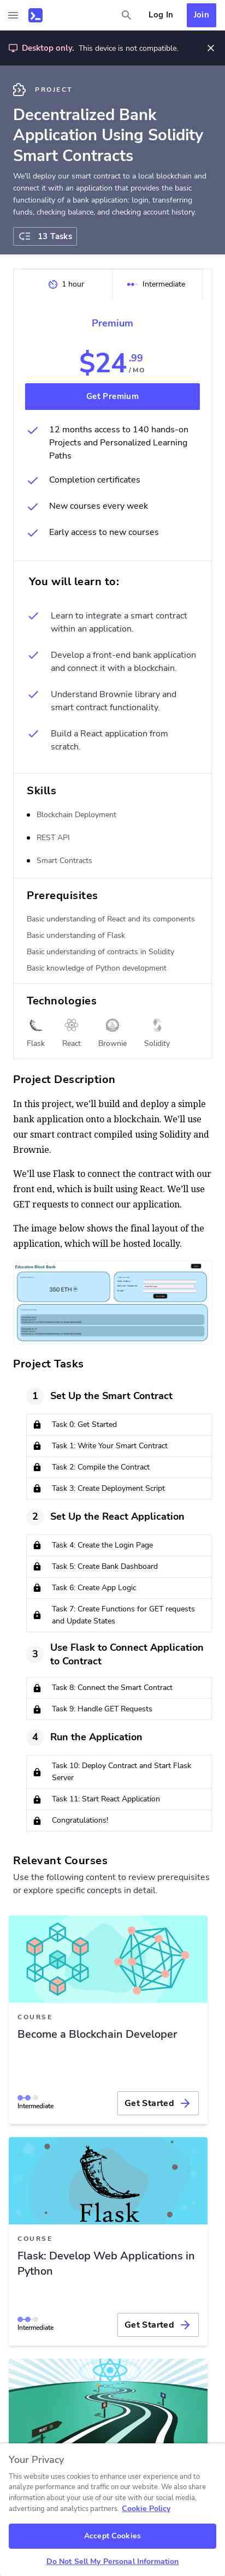 Log In
Join
Desktop only. This device is not compatible.
PROJECT
Decentralized Bank
Application Using Solidity
Smart Contracts
We'll deploy our smart contract to a local blockchain and
connect it with an application that provides the basic
functionality of a bank application: login, transferring
funds, checking balance, and checking account history.
13 Tasks
1 hour
Intermediate
Premium
$24.99
/ MO
Get Premium
12 months access to 140 hands-on
Projects and Personalized Learning
Paths
Completion certificates
New courses every week
Early access to new courses
You will learn to:
Learn to integrate a smart contract
within an application.
Develop a front-end bank application
and connect it with a blockchain.
Understand Brownie library and
smart contract functionality.
Build a React application from
scratch.
Skills
Blockchain Deployment
REST API
Smart Contracts
Prerequisites
Basic understanding of React and its components
Basic understanding of Flask
Basic understanding of contracts in Solidity
Basic knowledge of Python development
Technologies
Flask
React
Brownie
Solidity
Project Description
In this project, we'll build and deploy a simple
bank application onto a blockchain. We'll use
our smart contract compiled using Solidity and
Brownie.
We'll use Flask to connect the contract with our
front end, which is built using React. We'll use
GET requests to connect our application.
The image below shows the final layout of the
application, which will be hosted locally.
Educative Block Bank
350 ETH
Project Tasks
1 Set Up the Smart Contract
Task 0: Get Started
Task 1: Write Your Smart Contract
Task 2: Compile the Contract
Task 3: Create Deployment Script
2 Set Up the React Application
Task 4: Create the Login Page
Task 5: Create Bank Dashboard
Task 6: Create App Logic
Task 7: Create Functions for GET requests
and Update States
3 Use Flask to Connect Application
to Contract
Task 8: Connect the Smart Contract
Task 9: Handle GET Requests
4 Run the Application
Task 10: Deploy Contract and Start Flask
Server
Task 11: Start React Application
Congratulations!
Relevant Courses
Use the following content to review prerequisites
or explore specific concepts in detail.
COURSE
Become a Blockchain Developer
Intermediate
Get Started
Flask
COURSE
Flask: Develop Web Applications in
Python
Intermediate
Get Started
Your Privacy
This website uses cookies to enhance user experience and to
analyze performance and traffic on our website. We also share
information about your use of our site with our social media,
advertising and analytics partners. Cookie Policy
Accept Cookies
Do Not Sell My Personal Information